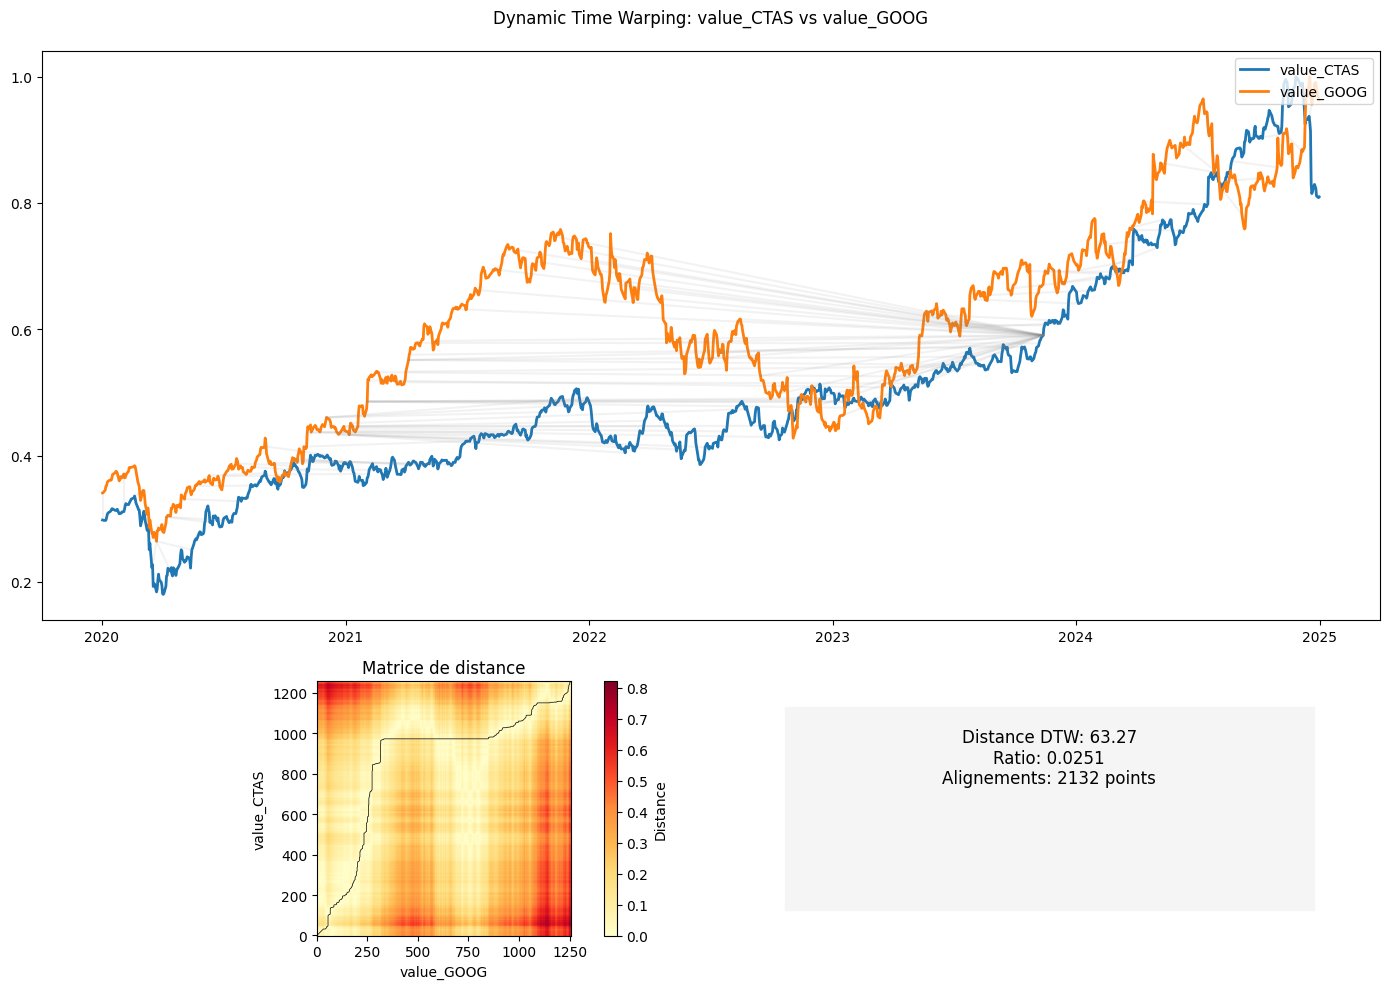 Dynamic Time Warping: value_CTAS vs value_GOOG
value_CTAS
value_GOOG
1.0
0.8
0.6
0.4
0.2
2020 2021 2022 2023 2024 2025
Matrice de distance
value_CTAS
1200
1000
800
600
400
200
0
0 250 500 750 1000 1250
value_GOOG
0.8
0.7
0.6
0.5
0.4
0.3
0.2
0.1
0.0
Distance
Distance DTW: 63.27
Ratio: 0.0251
Alignements: 2132 points